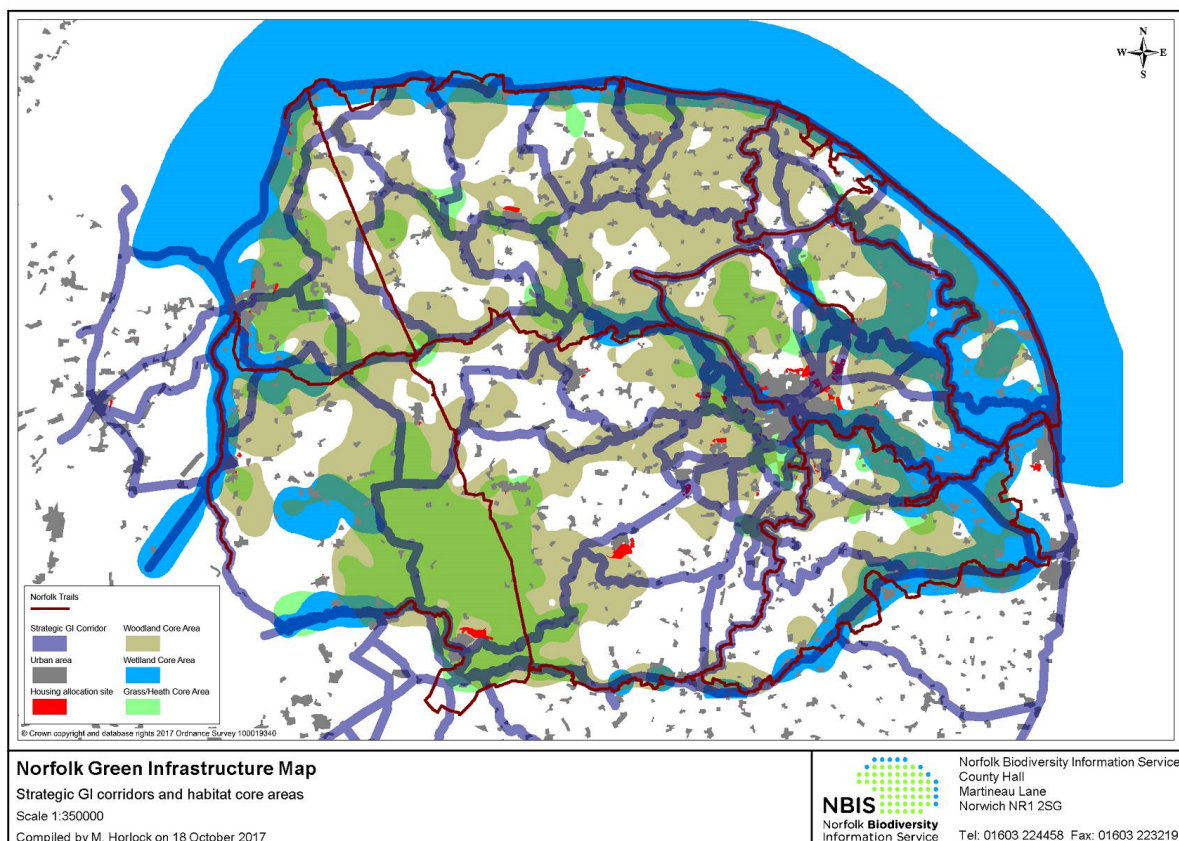 N
W E
S
Norfolk Trails
Strategic GI Corridor
Woodland Core Area
Urban area
Wetland Core Area
Housing allocation site
Grass/Heath Core Area
© Crown copyright and database rights 2017 Ordnance Survey 100019340
Norfolk Green Infrastructure Map
Strategic GI corridors and habitat core areas
Scale 1:350000
Compiled by M. Horlock on 18 October 2017
NBIS
Norfolk Biodiversity
Information Service
Norfolk Biodiversity Information Service
County Hall
Martineau Lane
Norwich NR1 2SG
Tel: 01603 224458 Fax: 01603 223219